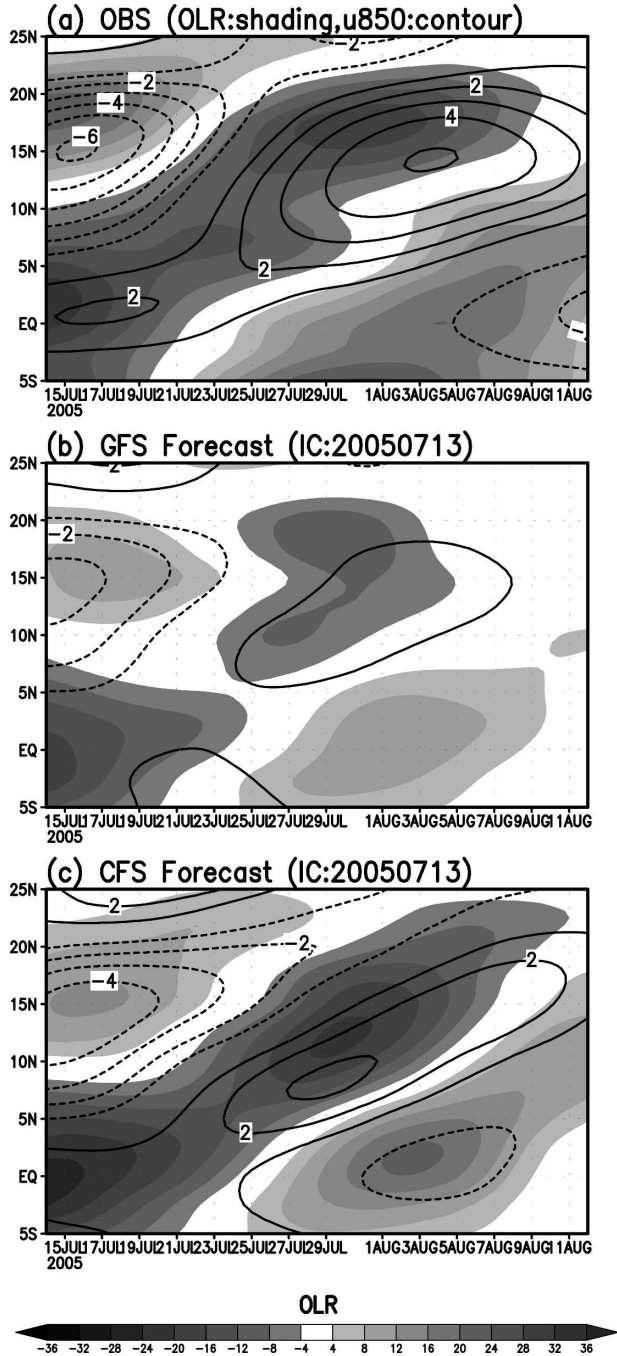 (a) OBS (OLR:shading,u850:contour)
25N
20N
15N
10N
5N
EQ
5S
-2
-2
-4
-6
2
4
2
2
15JUL17JUL19JUL21JUL23JUL25JUL27JUL29JUL 1AUG3AUG5AUG7AUG9AUG11AUG
2005
(b) GFS Forecast (IC:20050713)
25N
20N
15N
10N
5N
EQ
5S
2
-2
15JUL17JUL19JUL21JUL23JUL25JUL27JUL29JUL 1AUG3AUG5AUG7AUG9AUG11AUG
2005
(c) CFS Forecast (IC:20050713)
25N
20N
15N
10N
5N
EQ
5S
2
-2
-4
2
2
15JUL17JUL19JUL21JUL23JUL25JUL27JUL29JUL 1AUG3AUG5AUG7AUG9AUG11AUG
2005
OLR
-36 -32 -28 -24 -20 -16 -12 -8 -4 4 8 12 16 20 24 28 32 36